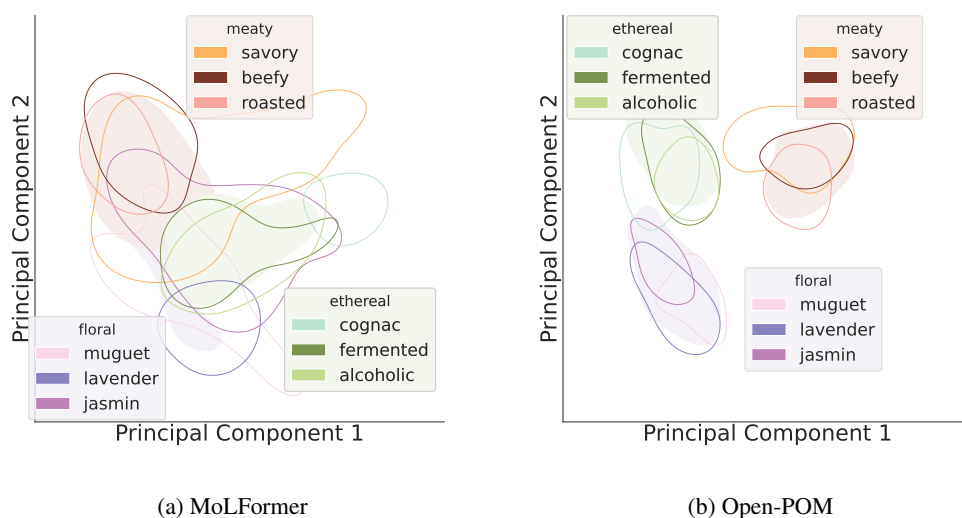 meaty
savory
beefy
roasted
Principal Component 2
floral
muguet
lavender
jasmin
ethereal
cognac
fermented
alcoholic
Principal Component 1
(a) MoLFormer
ethereal
cognac
fermented
alcoholic
meaty
savory
beefy
roasted
Principal Component 2
floral
muguet
lavender
jasmin
Principal Component 1
(b) Open-POM